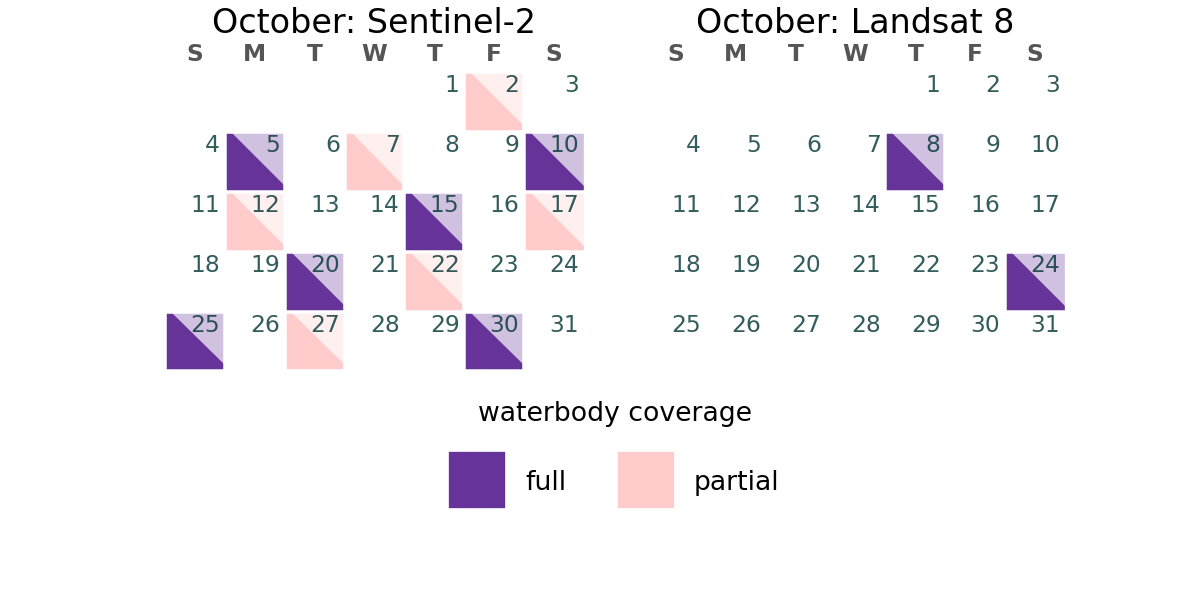 October: Sentinel-2
S M T W T F S
1 2 3
4 5 6 7 8 9 10
11 12 13 14 15 16 17
18 19 20 21 22 23 24
25 26 27 28 29 30 31
October: Landsat 8
S M T W T F S
1 2 3
4 5 6 7 8 9 10
11 12 13 14 15 16 17
18 19 20 21 22 23 24
25 26 27 28 29 30 31
waterbody coverage
full partial